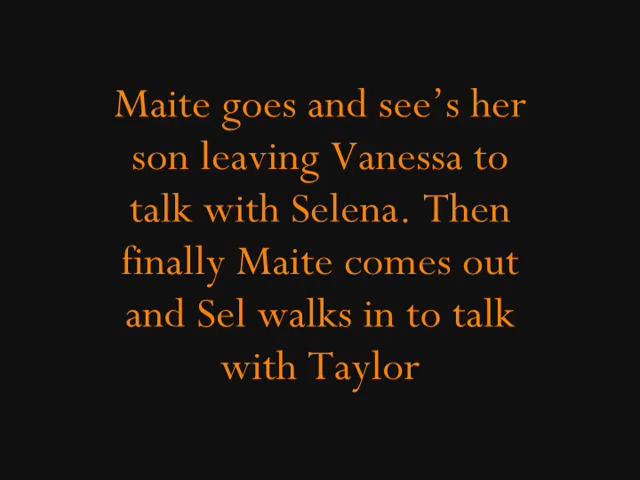 Maite goes and see’s her
son leaving Vanessa to
talk with Selena. Then
finally Maite comes out
and Sel walks in to talk
with Taylor